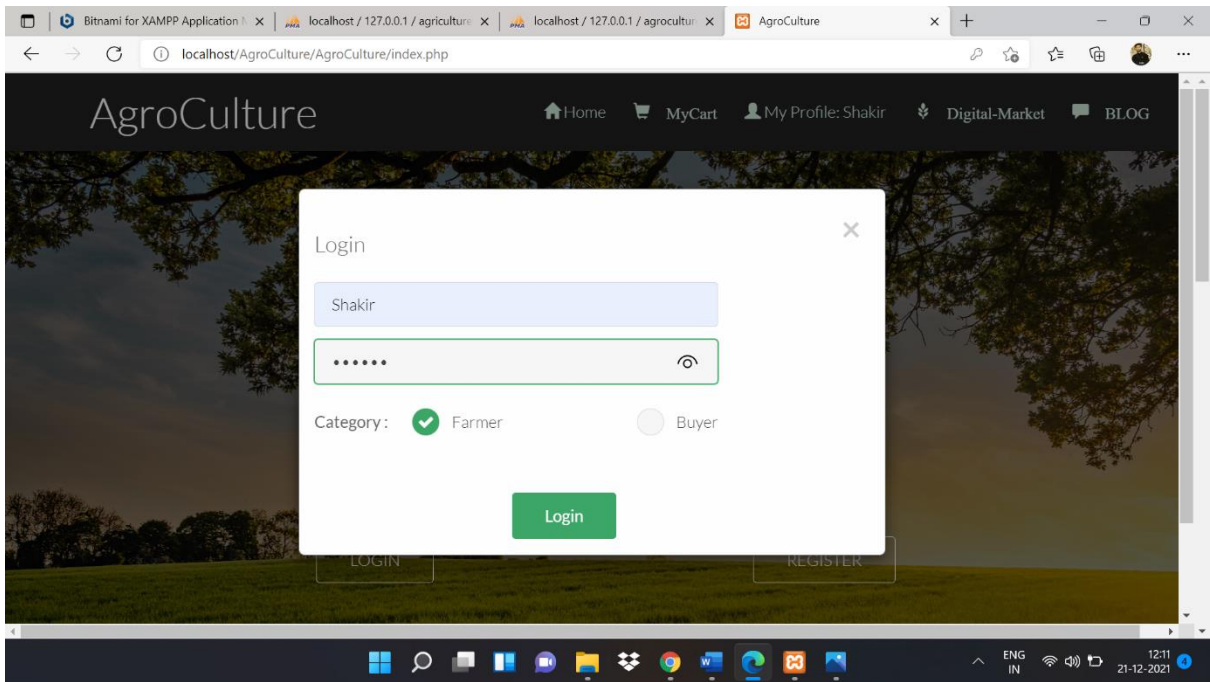 Bitnami for XAMPP Application localhost / 127.0.0.1 / agriculture localhost / 127.0.0.1 / agrocultur AgroCulture
localhost/AgroCulture/AgroCulture/index.php
AgroCulture Home MyCart My Profile: Shakir Digital-Market BLOG
Login
Shakir
Category : Farmer Buyer
Login
LOGIN REGISTER
ENG 12:11
IN 21-12-2021 4